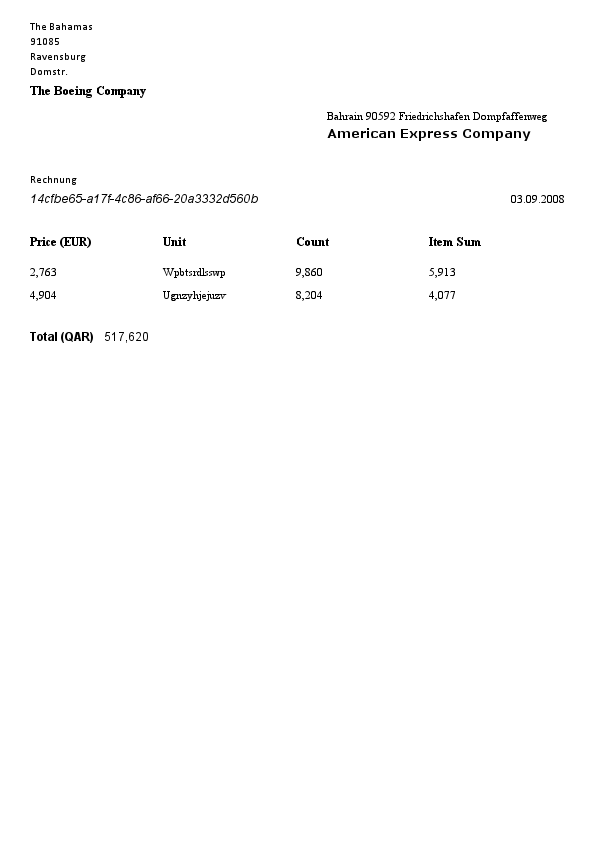 The Bahamas
91085
Ravensburg
Domstr.
The Boeing Company
Bahrain 90592 Friedrichshafen Dompfaffenweg
American Express Company
Rechnung
14cfbe65-a17f-4c86-af66-20a3332d560b 03.09.2008
Price (EUR) Unit Count Item Sum
2,763 Wpbtsrdlsswp 9,860 5,913
4,904 Ugnzyhjejuzv 8,204 4,077
Total (QAR) 517,620